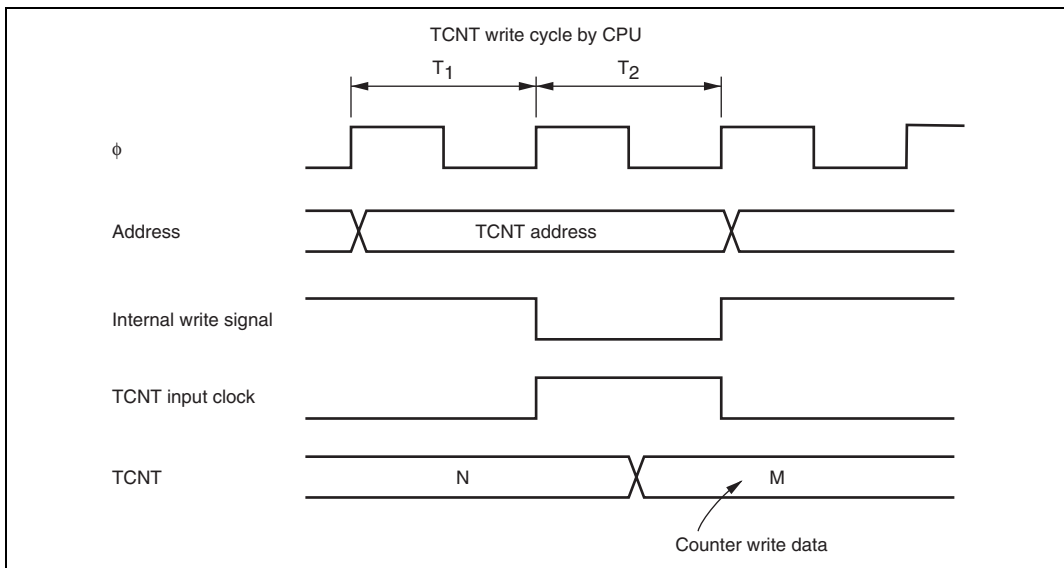 TCNT write cycle by CPU
T1 T2
ϕ
Address TCNT address
Internal write signal
TCNT input clock
TCNT N M
Counter write data